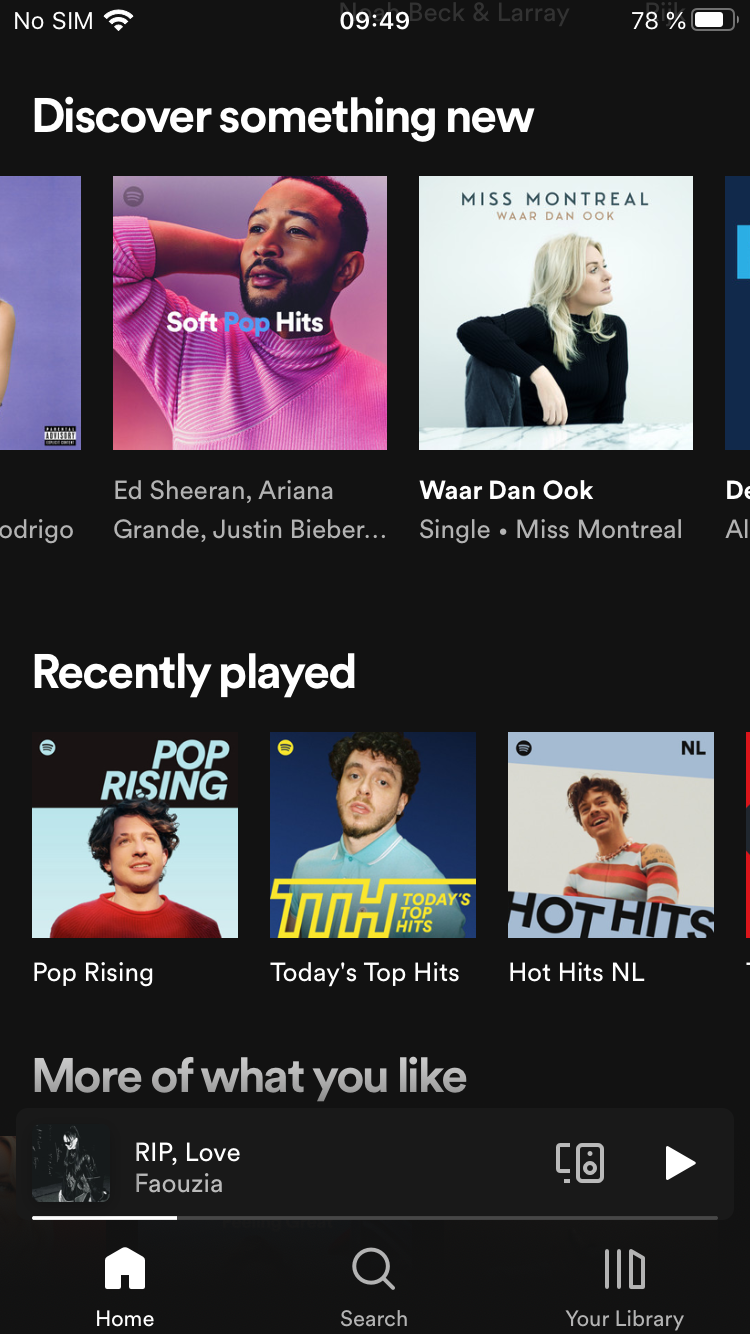 Noah Beck & Larray
No SIM
09:49
78 %
Discover something new
PARENTAL
ADVISORY
EXPLICIT CONTENT
Soft Pop Hits
MISS MONTREAL
WAAR DAN OOK
odrigo
Ed Sheeran, Ariana
Grande, Justin Bieber...
Waar Dan Ook
Single • Miss Montreal
De
Al
Recently played
POP
RISING
TTH
TODAY'S
TOP
HITS
NL
HOT HITS
Pop Rising
Today's Top Hits
Hot Hits NL
More of what you like
RIP, Love
Faouzia
Home
Search
Your Library